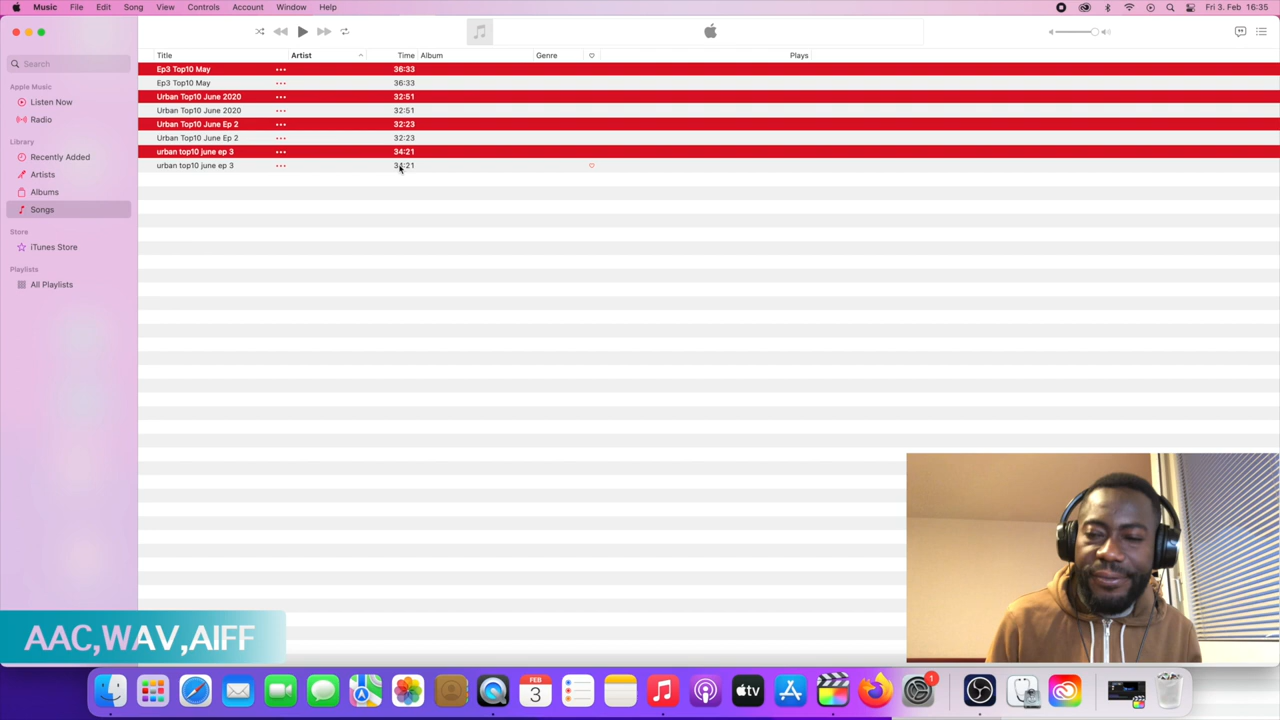 Music File Edit Song View Controls Account Window Help Fri 3. Feb 16:35
Search
Apple Music
Listen Now
Radio
Library
Recently Added
Artists
Albums
Songs
Store
iTunes Store
Playlists
All Playlists
Title Artist Time Album Genre Plays
Ep3 Top10 May 36:33
Ep3 Top10 May 36:33
Urban Top10 June 2020 32:51
Urban Top10 June 2020 32:51
Urban Top10 June Ep 2 32:23
Urban Top10 June Ep 2 32:23
urban top10 june ep 3 34:21
urban top10 june ep 3 34:21
AAC,WAV,AIFF
FEB
3
tv
1